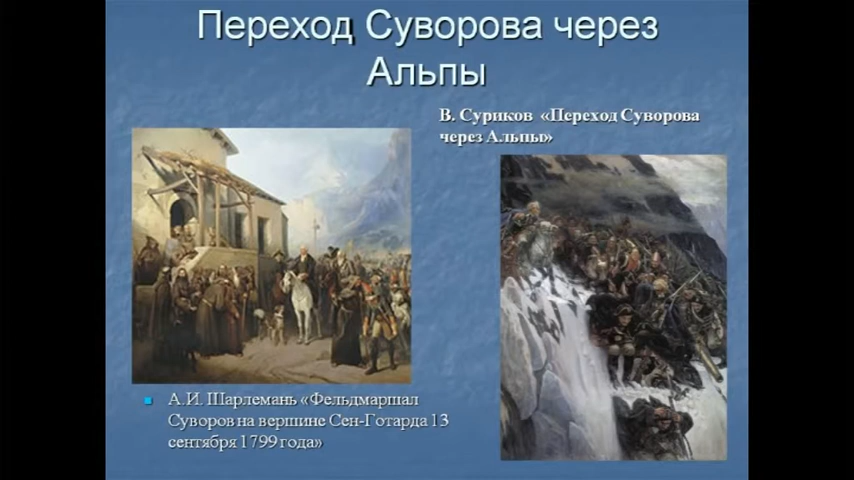 Переход Суворова через
Альпы
В. Суриков «Переход Суворова
через Альпы»
А.И. Шарлемань «Фельдмаршал
Суворов на вершине Сен-Готарда 13
сентября 1799 года»